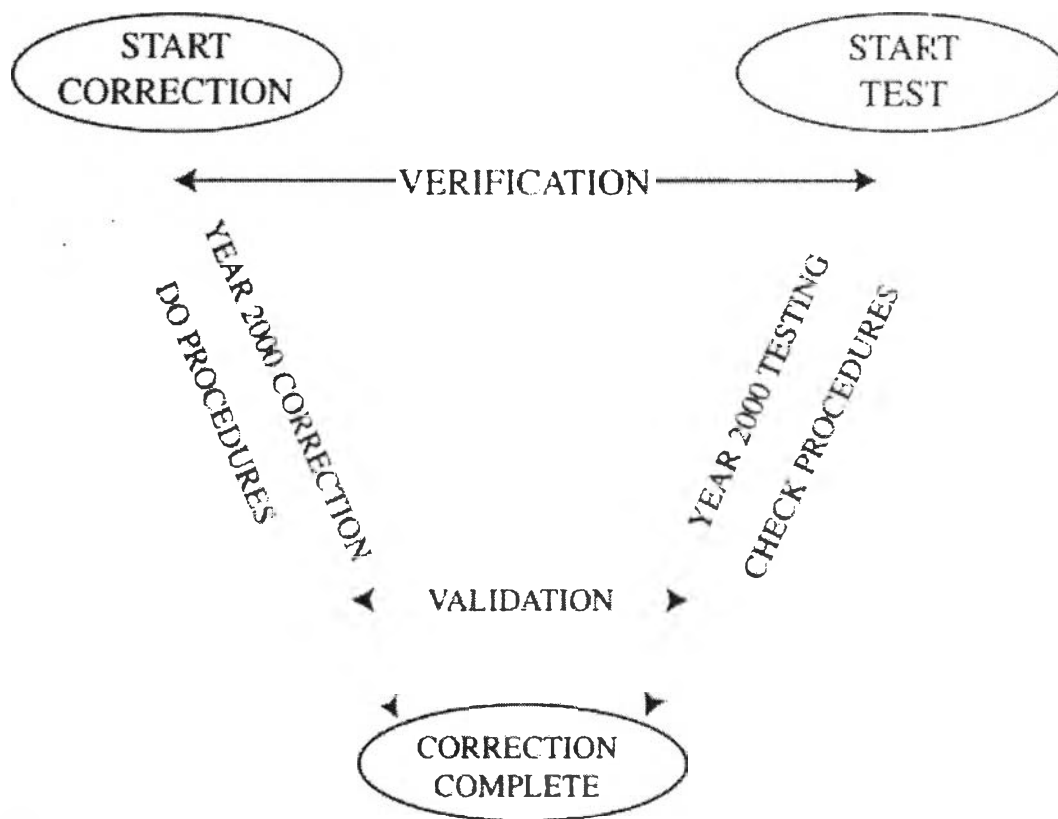 START
CORRECTION
START
TEST
VERIFICATION
YEAR 2000 CORRECTION
DO PROCEDURES
YEAR 2000 TESTING
CHECK PROCEDURES
VALIDATION
CORRECTION
COMPLETE